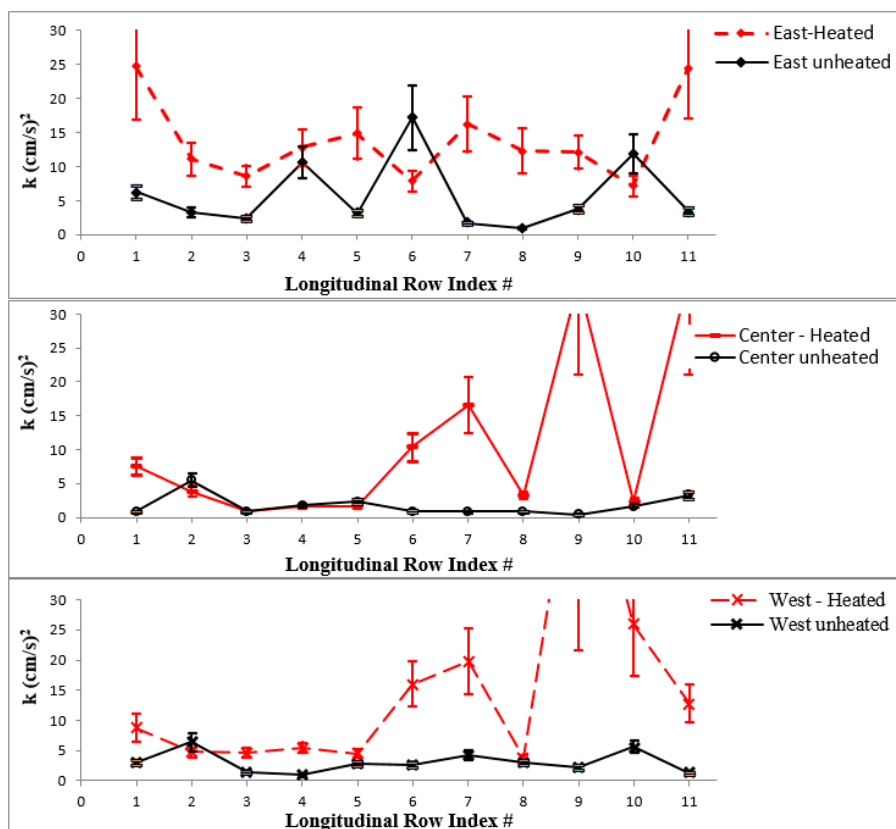 30
25
20
15
10
5
0
k (cm/s)²
0 1 2 3 4 5 6 7 8 9 10 11
Longitudinal Row Index #
East-Heated
East unheated
30
25
20
15
10
5
0
k (cm/s)²
0 1 2 3 4 5 6 7 8 9 10 11
Longitudinal Row Index #
Center - Heated
Center unheated
30
25
20
15
10
5
0
k (cm/s)²
0 1 2 3 4 5 6 7 8 9 10 11
Longitudinal Row Index #
West - Heated
West unheated